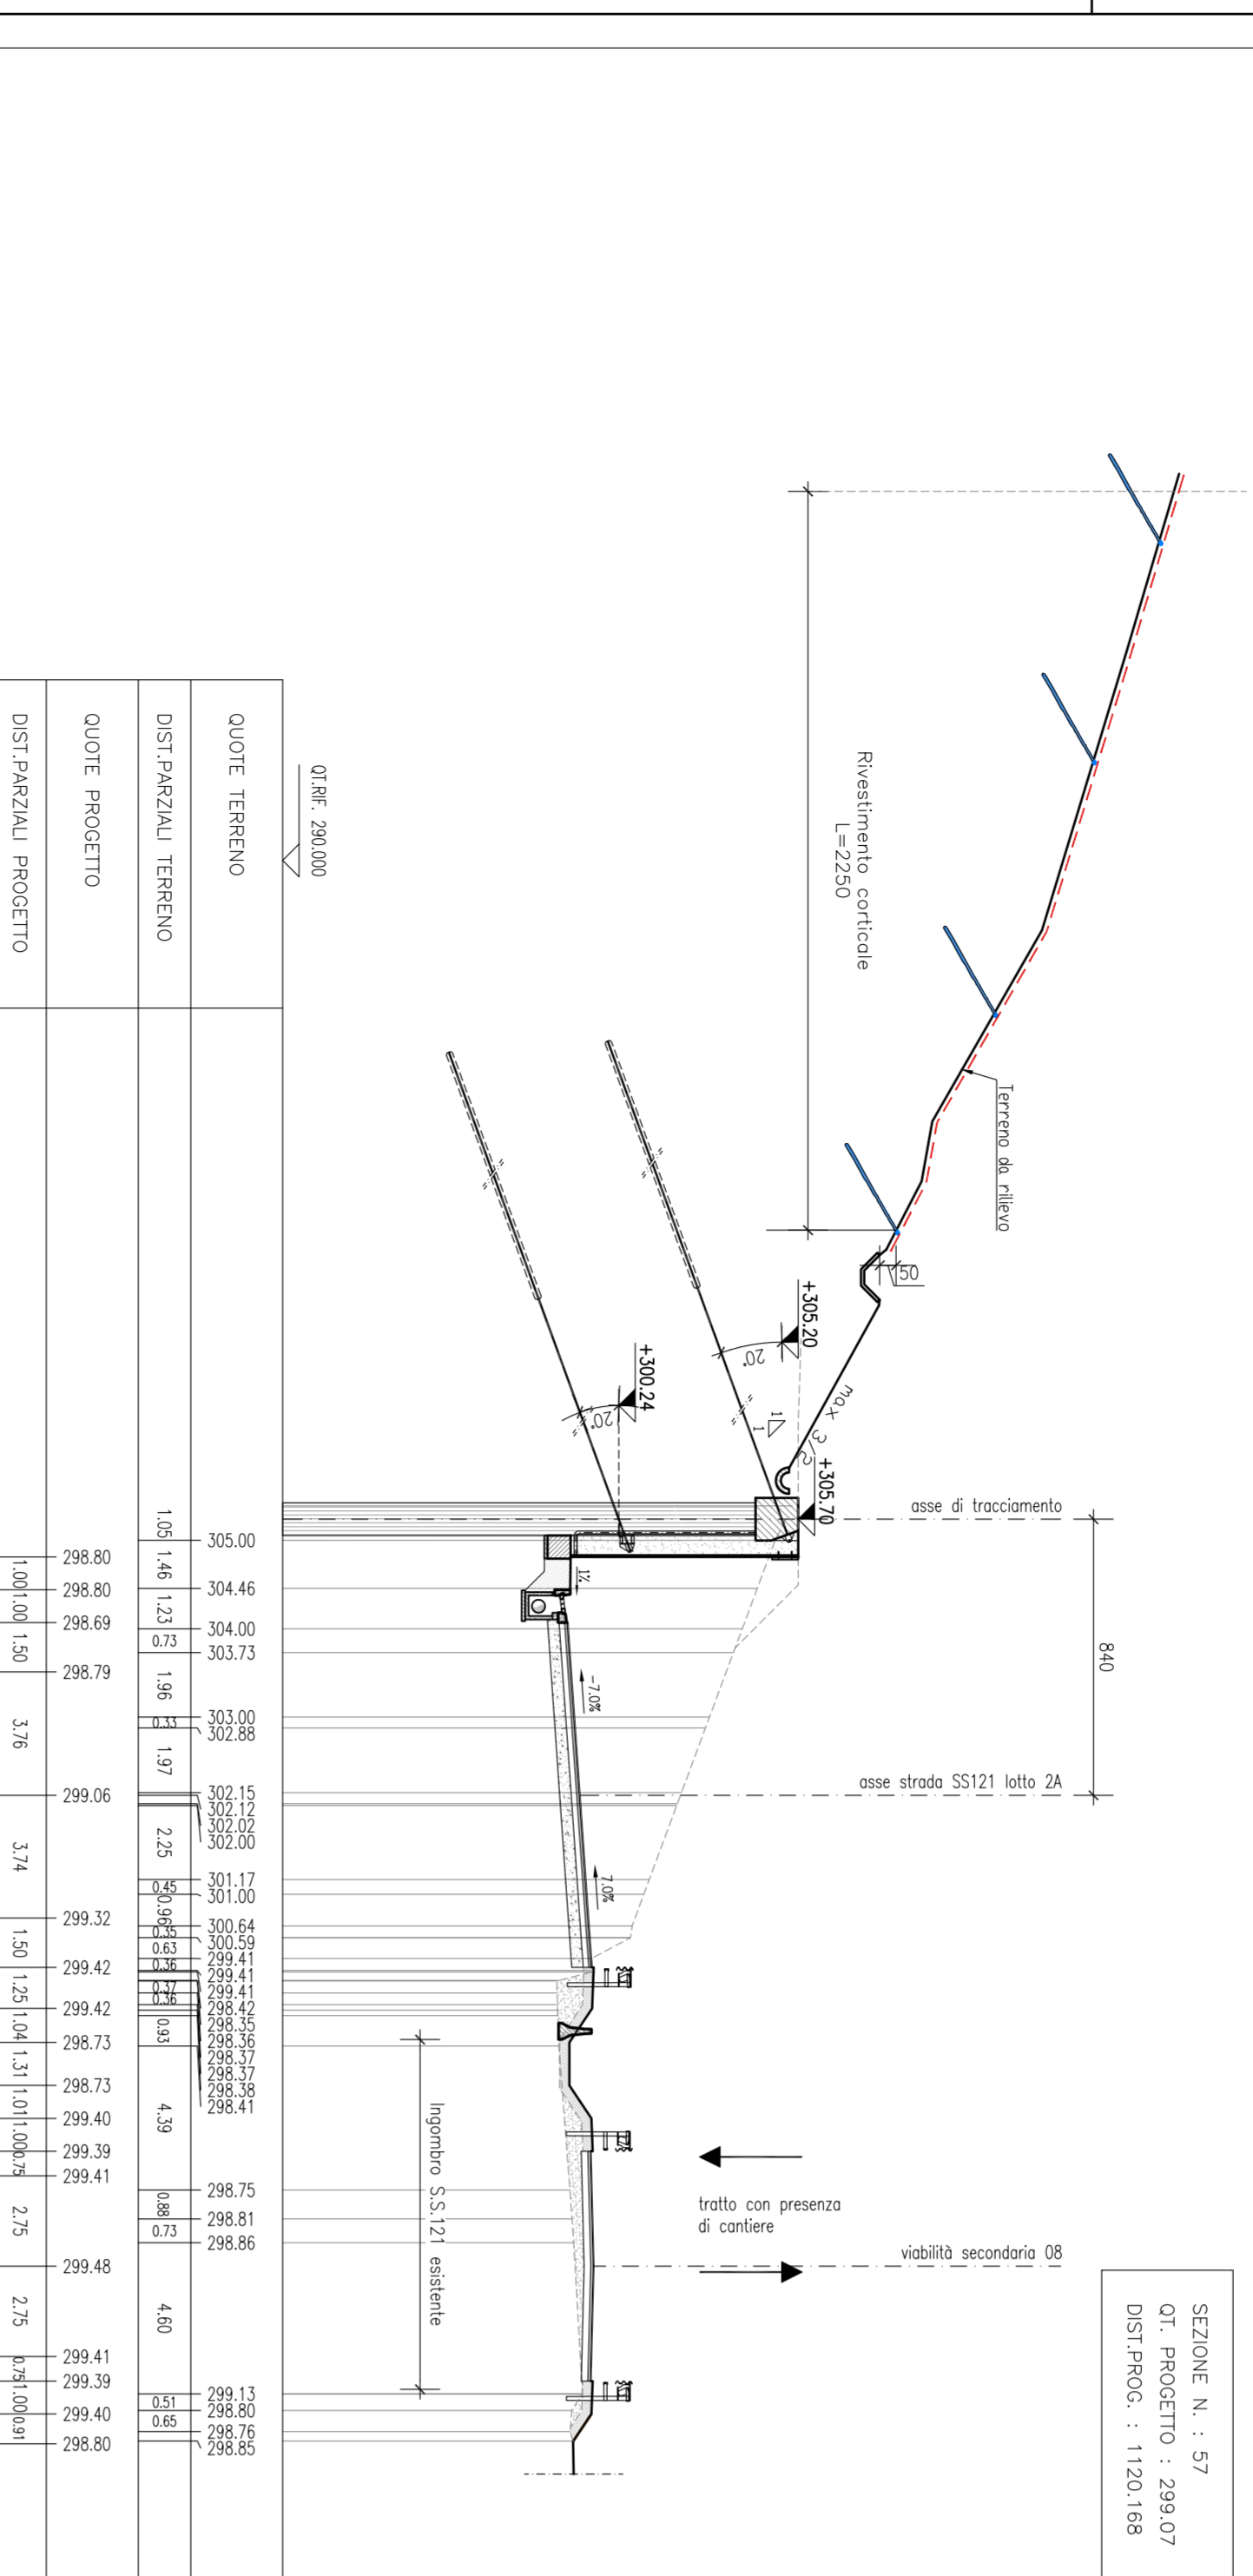 SEZIONE N. : 57
QT. PROGETTO : 299.07
DIST.PROG. : 1120.168
Rivestimento corticale
L=2250
Terreno da rilievo
50
max 3/2
1
1
+305.20
20°
+300.24
20°
+305.70
asse di tracciamento
840
asse strada SS121 lotto 2A
1%
-7.0%
7.0%
tratto con presenza
di cantiere
viabilità secondaria 08
Ingombro S.S.121 esistente
QT.RIF. 290.000
QUOTE TERRENO
305.00 304.46 304.00 303.73 303.00 302.88 302.15 302.12 302.02 302.00 301.17 301.00 300.64 300.59 299.41 299.41 299.41 298.42 298.35 298.36 298.37 298.37 298.38 298.41 298.75 298.81 298.86 299.13 298.80 298.76 298.85
DIST.PARZIALI TERRENO
1.05 1.46 1.23 0.73 1.96 0.33 1.97 2.25 0.45 0.96 0.35 0.63 0.36 0.37 0.36 0.93 4.39 0.88 0.73 4.60 0.51 0.65
QUOTE PROGETTO
298.80 298.80 298.69 298.79 299.06 299.32 299.42 299.42 298.73 298.73 299.40 299.39 299.41 299.48 299.41 299.39 299.40 298.80
DIST.PARZIALI PROGETTO
1.00 1.00 1.50 3.76 3.74 1.50 1.25 1.04 1.31 1.01 1.00 0.75 2.75 2.75 0.75 1.00 0.91